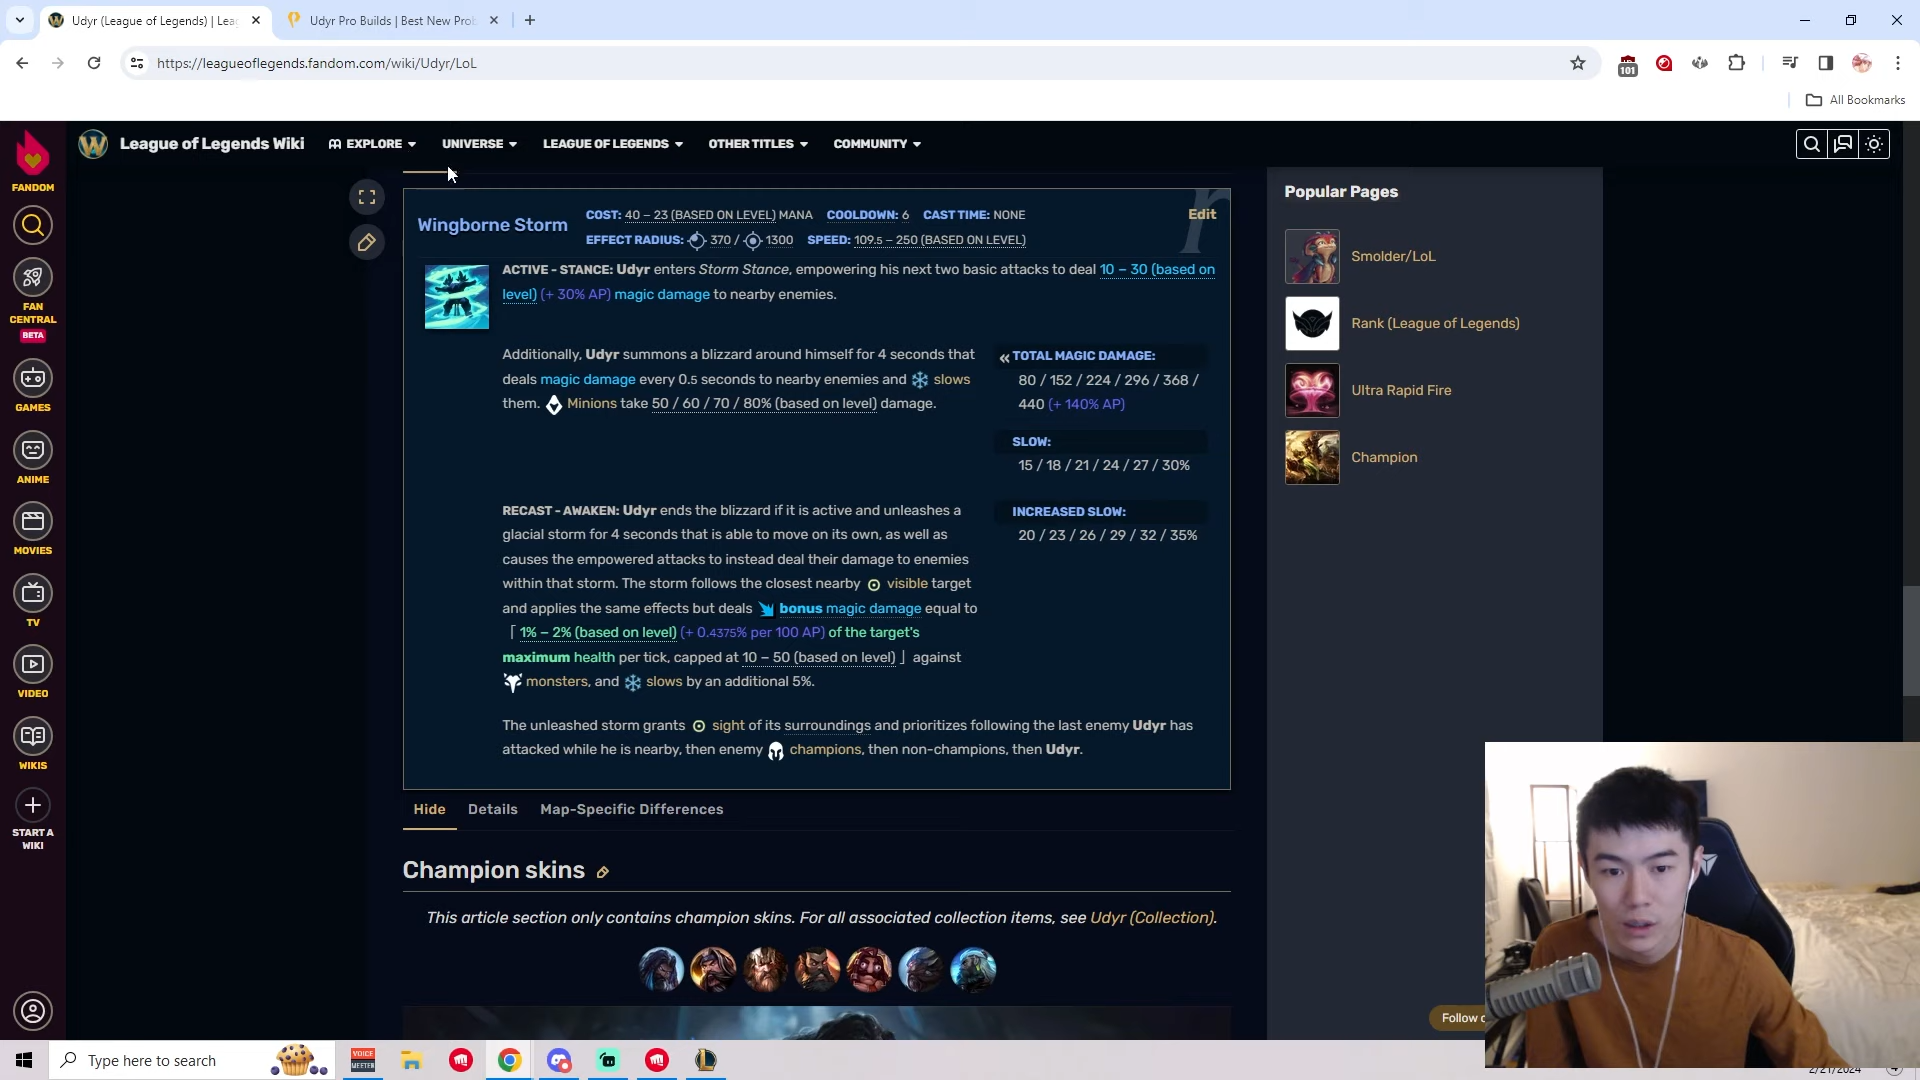 Udyr (League of Legends) | Leag
Udyr Pro Builds | Best New Prob
https://leagueoflegends.fandom.com/wiki/Udyr/LoL
101
All Bookmarks
League of Legends Wiki
EXPLORE
UNIVERSE
LEAGUE OF LEGENDS
OTHER TITLES
COMMUNITY
FANDOM
FAN
CENTRAL
BETA
GAMES
ANIME
MOVIES
TV
VIDEO
WIKIS
START A
WIKI
Wingborne Storm
COST: 40 – 23 (BASED ON LEVEL) MANA COOLDOWN: 6 CAST TIME: NONE
EFFECT RADIUS: 370 / 1300 SPEED: 109.5 – 250 (BASED ON LEVEL)
Edit
ACTIVE - STANCE: Udyr enters Storm Stance, empowering his next two basic attacks to deal 10 – 30 (based on
level) (+ 30% AP) magic damage to nearby enemies.
Additionally, Udyr summons a blizzard around himself for 4 seconds that
deals magic damage every 0.5 seconds to nearby enemies and slows
them. Minions take 50 / 60 / 70 / 80% (based on level) damage.
« TOTAL MAGIC DAMAGE:
80 / 152 / 224 / 296 / 368 /
440 (+ 140% AP)
SLOW:
15 / 18 / 21 / 24 / 27 / 30%
RECAST - AWAKEN: Udyr ends the blizzard if it is active and unleashes a
glacial storm for 4 seconds that is able to move on its own, as well as
causes the empowered attacks to instead deal their damage to enemies
within that storm. The storm follows the closest nearby visible target
and applies the same effects but deals bonus magic damage equal to
⌈ 1% – 2% (based on level) (+ 0.4375% per 100 AP) of the target's
maximum health per tick, capped at 10 – 50 (based on level) ⌋ against
monsters, and slows by an additional 5%.
INCREASED SLOW:
20 / 23 / 26 / 29 / 32 / 35%
The unleashed storm grants sight of its surroundings and prioritizes following the last enemy Udyr has
attacked while he is nearby, then enemy champions, then non-champions, then Udyr.
Hide
Details
Map-Specific Differences
Champion skins
This article section only contains champion skins. For all associated collection items, see Udyr (Collection).
Popular Pages
Smolder/LoL
Rank (League of Legends)
Ultra Rapid Fire
Champion
Follow
Type here to search
VOICE
MEETER
2/21/2024